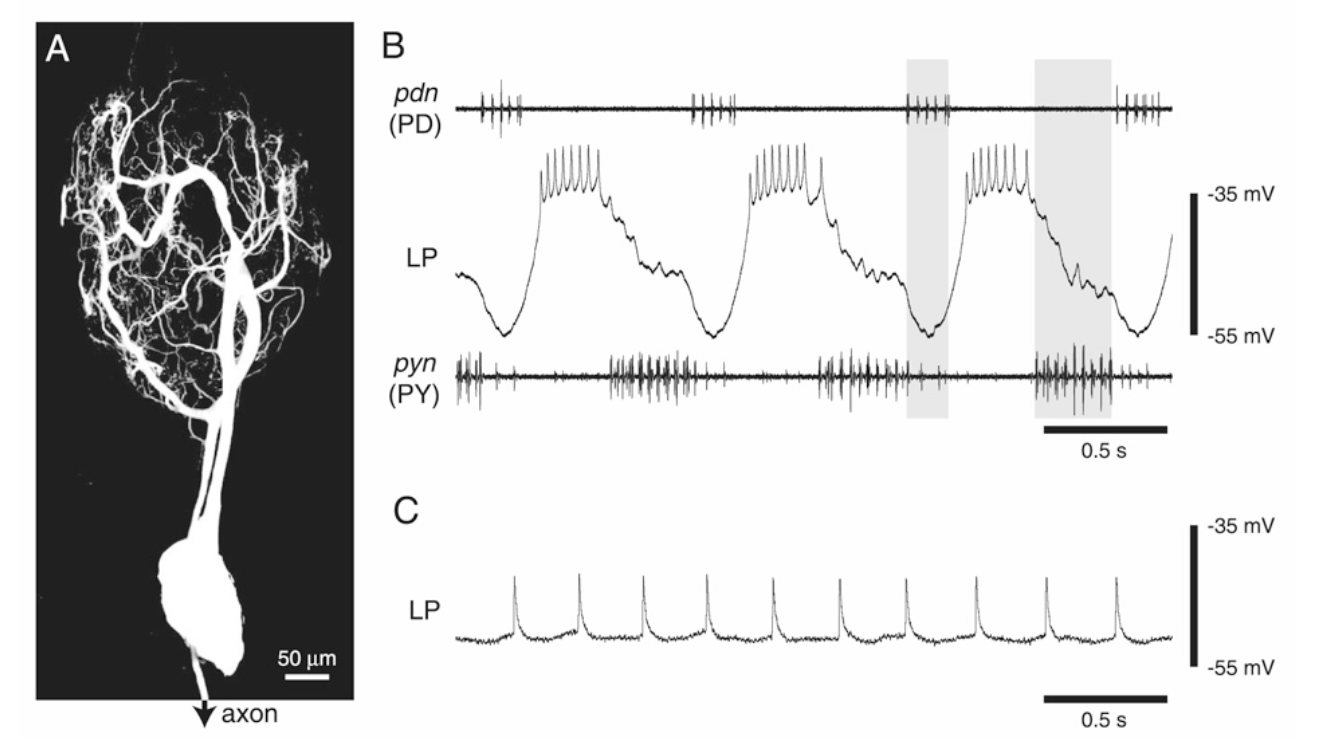 A
50 μm
axon
B
pdn
(PD)
LP
-35 mV
-55 mV
pyn
(PY)
0.5 s
C
LP
-35 mV
-55 mV
0.5 s